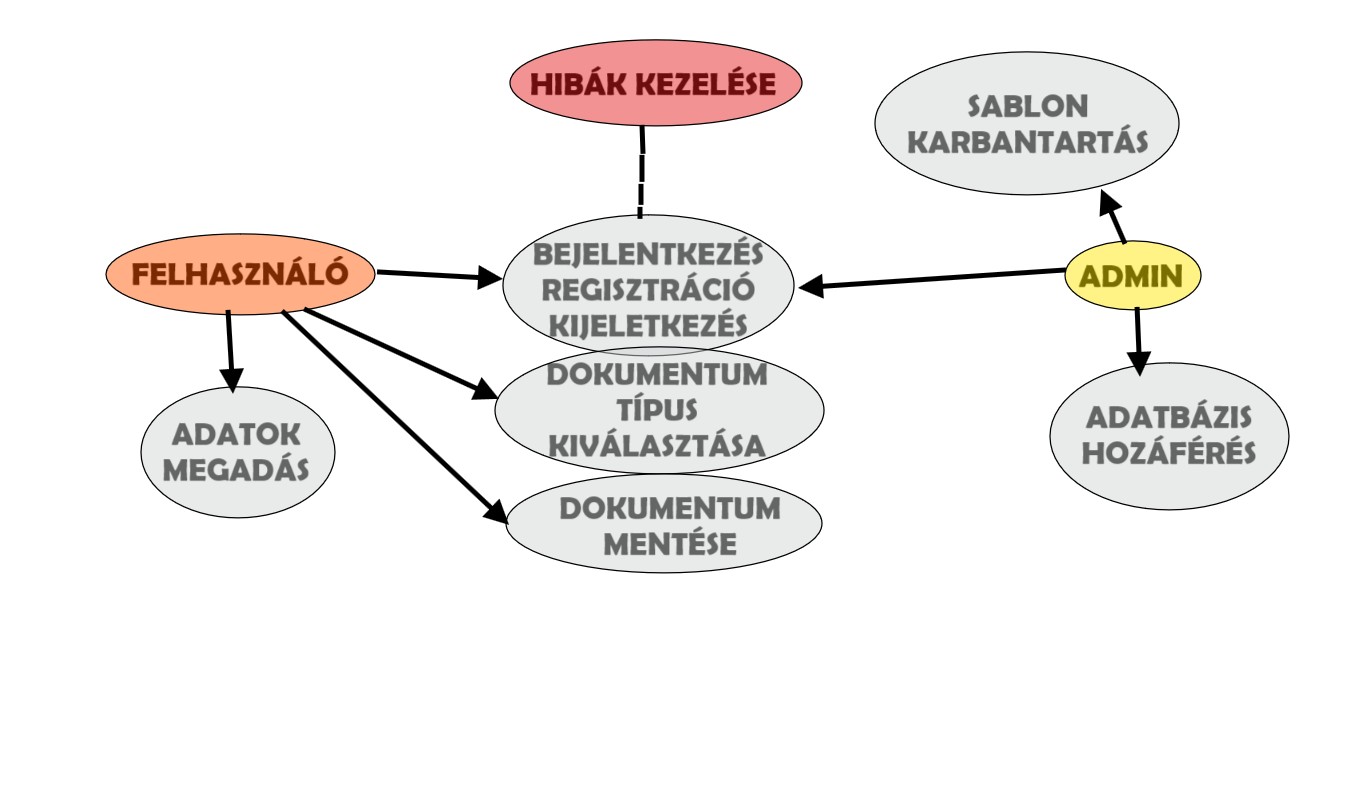 HIBÁK KEZELÉSE
SABLON
KARBANTARTÁS
FELHASZNÁLÓ
BEJELENTKEZÉS
REGISZTRÁCIÓ
KIJELETKEZÉS
ADMIN
DOKUMENTUM
TÍPUS
KIVÁLASZTÁSA
ADATOK
MEGADÁS
ADATBÁZIS
HOZÁFÉRÉS
DOKUMENTUM
MENTÉSE